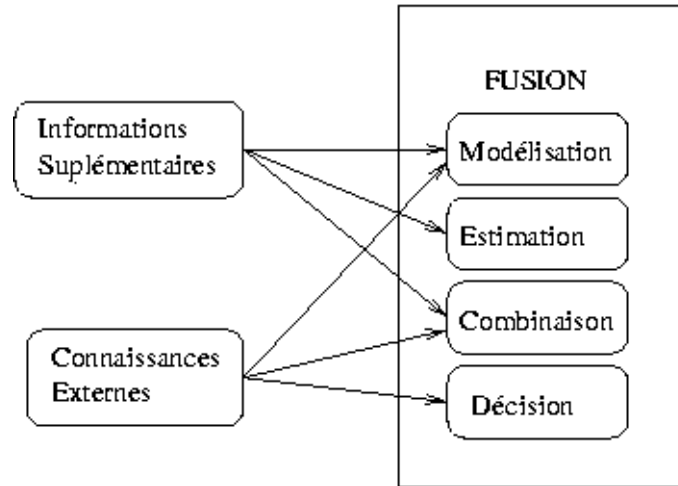 FUSION
Informations
Suplémentaires
Modélisation
Estimation
Combinaison
Connaissances
Externes
Décision